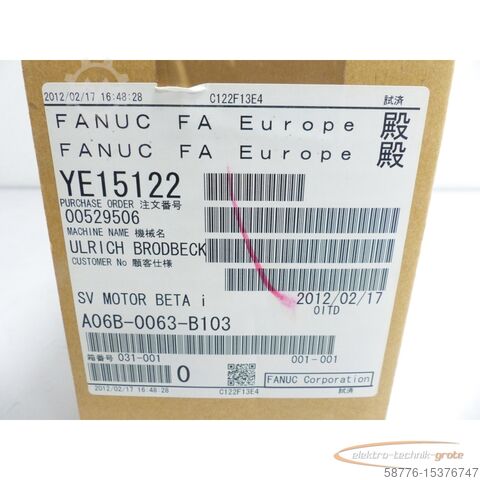 2012/02/17 16:48:28 C122F13E4 試済
FANUC FA Europe 殿
FANUC FA Europe 殿
YE15122
PURCHASE ORDER 注文番号
00529506
MACHINE NAME 機械名
ULRICH BRODBECK
CUSTOMER No 顧客仕様
SV MOTOR BETA i 2012/02/17
OITD
A06B-0063-B103
箱番号 031-001 001-001
0 FANUC Corporation
2012/02/17 16:48:28 C122F13E4 試済
elektro-technik-grote
58776-15376747